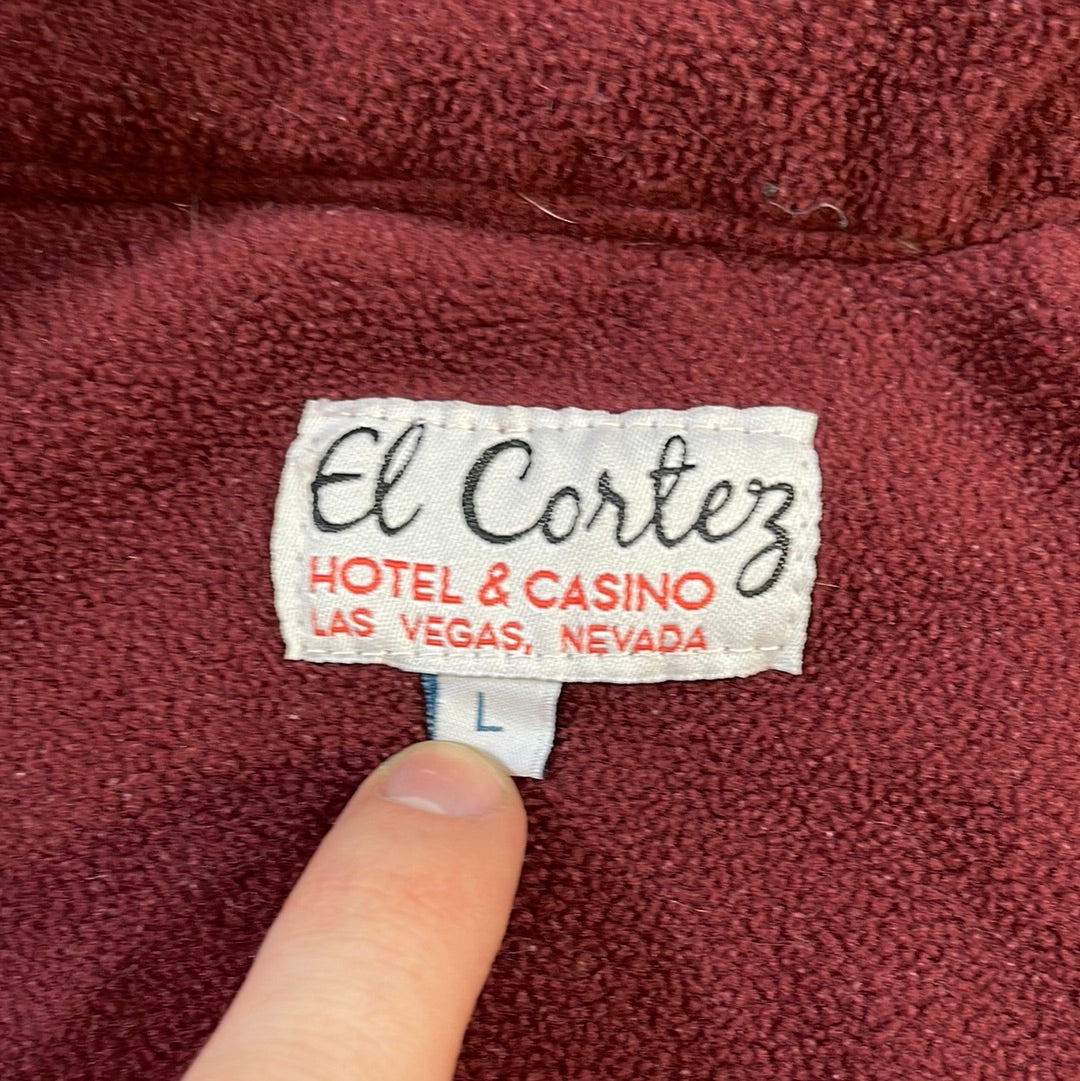 El Cortez
HOTEL & CASINO
LAS VEGAS, NEVADA
L